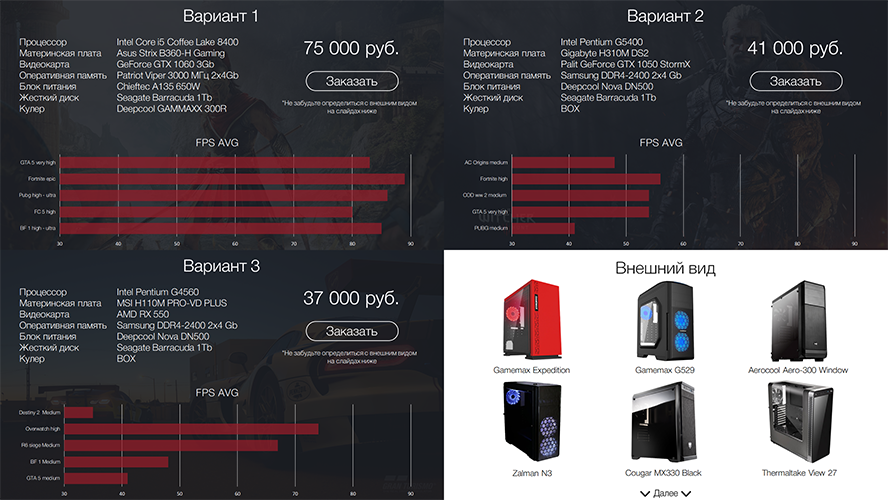 Вариант 1
Процессор Intel Core i5 Coffee Lake 8400
Материнская плата Asus Strix B360-H Gaming
Видеокарта GeForce GTX 1060 3Gb
Оперативная память Patriot Viper 3000 МГц 2x4Gb
Блок питания Chieftec A135 650W
Жесткий диск Seagate Barracuda 1Tb
Кулер Deepcool GAMMAXX 300R
75 000 руб.
Заказать
*Не забудьте определиться с внешним видом
на слайдах ниже
FPS AVG
GTA 5 very high
Fortnite epic
Pubg high - ultra
FC 5 high
BF 1 high - ultra
30 40 50 60 70 80 90
Вариант 2
Процессор Intel Pentium G5400
Материнская плата Gigabyte H310M DS2
Видеокарта Palit GeForce GTX 1050 StormX
Оперативная память Samsung DDR4-2400 2x4 Gb
Блок питания Deepcool Nova DN500
Жесткий диск Seagate Barracuda 1Tb
Кулер BOX
41 000 руб.
Заказать
*Не забудьте определиться с внешним видом
на слайдах ниже
FPS AVG
AC Origins medium
Fortnite high
COD ww 2 medium
GTA 5 very high
PUBG medium
30 40 50 60 70 80 90
Вариант 3
Процессор Intel Pentium G4560
Материнская плата MSI H110M PRO-VD PLUS
Видеокарта AMD RX 550
Оперативная память Samsung DDR4-2400 2x4 Gb
Блок питания Deepcool Nova DN500
Жесткий диск Seagate Barracuda 1Tb
Кулер BOX
37 000 руб.
Заказать
*Не забудьте определиться с внешним видом
на слайдах ниже
FPS AVG
Destiny 2 Medium
Overwatch high
R6 siege Medium
BF 1 Medium
GTA 5 medium
30 40 50 60 70 80 90
Внешний вид
Gamemax Expedition
Gamemax G529
Aerocool Aero-300 Window
Zalman N3
Cougar MX330 Black
Thermaltake View 27
Далее